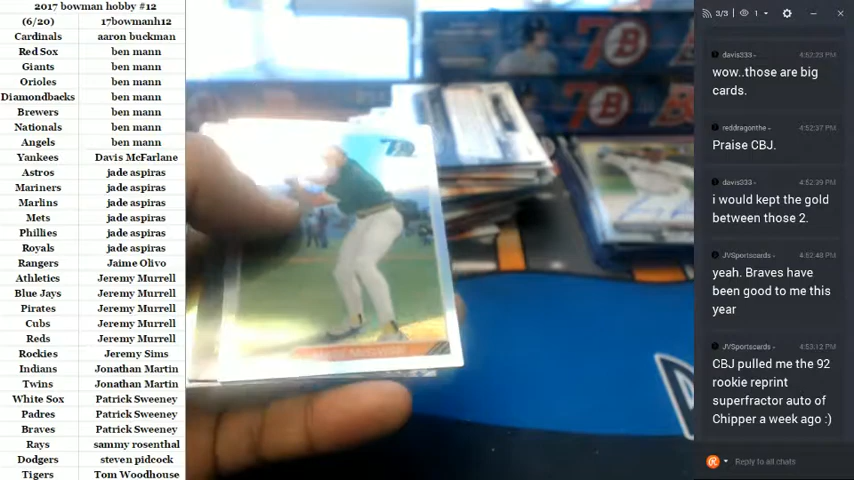 2017 bowman hobby #12
(6/20) 17bowmanh12
Cardinals aaron buckman
Red Sox ben mann
Giants ben mann
Orioles ben mann
Diamondbacks ben mann
Brewers ben mann
Nationals ben mann
Angels ben mann
Yankees Davis McFarlane
Astros jade aspiras
Mariners jade aspiras
Marlins jade aspiras
Mets jade aspiras
Phillies jade aspiras
Royals jade aspiras
Rangers Jaime Olivo
Athletics Jeremy Murrell
Blue Jays Jeremy Murrell
Pirates Jeremy Murrell
Cubs Jeremy Murrell
Reds Jeremy Murrell
Rockies Jeremy Sims
Indians Jonathan Martin
Twins Jonathan Martin
White Sox Patrick Sweeney
Padres Patrick Sweeney
Braves Patrick Sweeney
Rays sammy rosenthal
Dodgers steven pidcock
Tigers Tom Woodhouse
7B
7B
3/3 1
davis333 4:52:23 PM
wow..those are big
cards.
reddragonthe 4:52:37 PM
Praise CBJ.
davis333 4:52:39 PM
i would kept the gold
between those 2.
JVSportscards 4:52:48 PM
yeah. Braves have
been good to me this
year
JVSportscards 4:53:12 PM
CBJ pulled me the 92
rookie reprint
superfractor auto of
Chipper a week ago :)
Reply to all chats